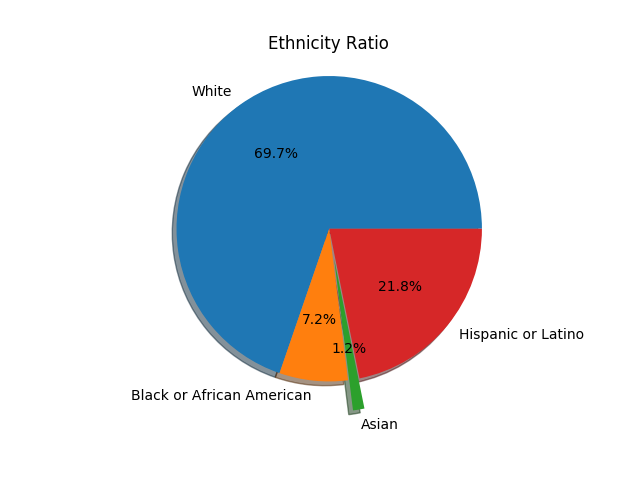 Ethnicity Ratio
White
69.7%
21.8%
7.2%
Hispanic or Latino
1.2%
Black or African American
Asian